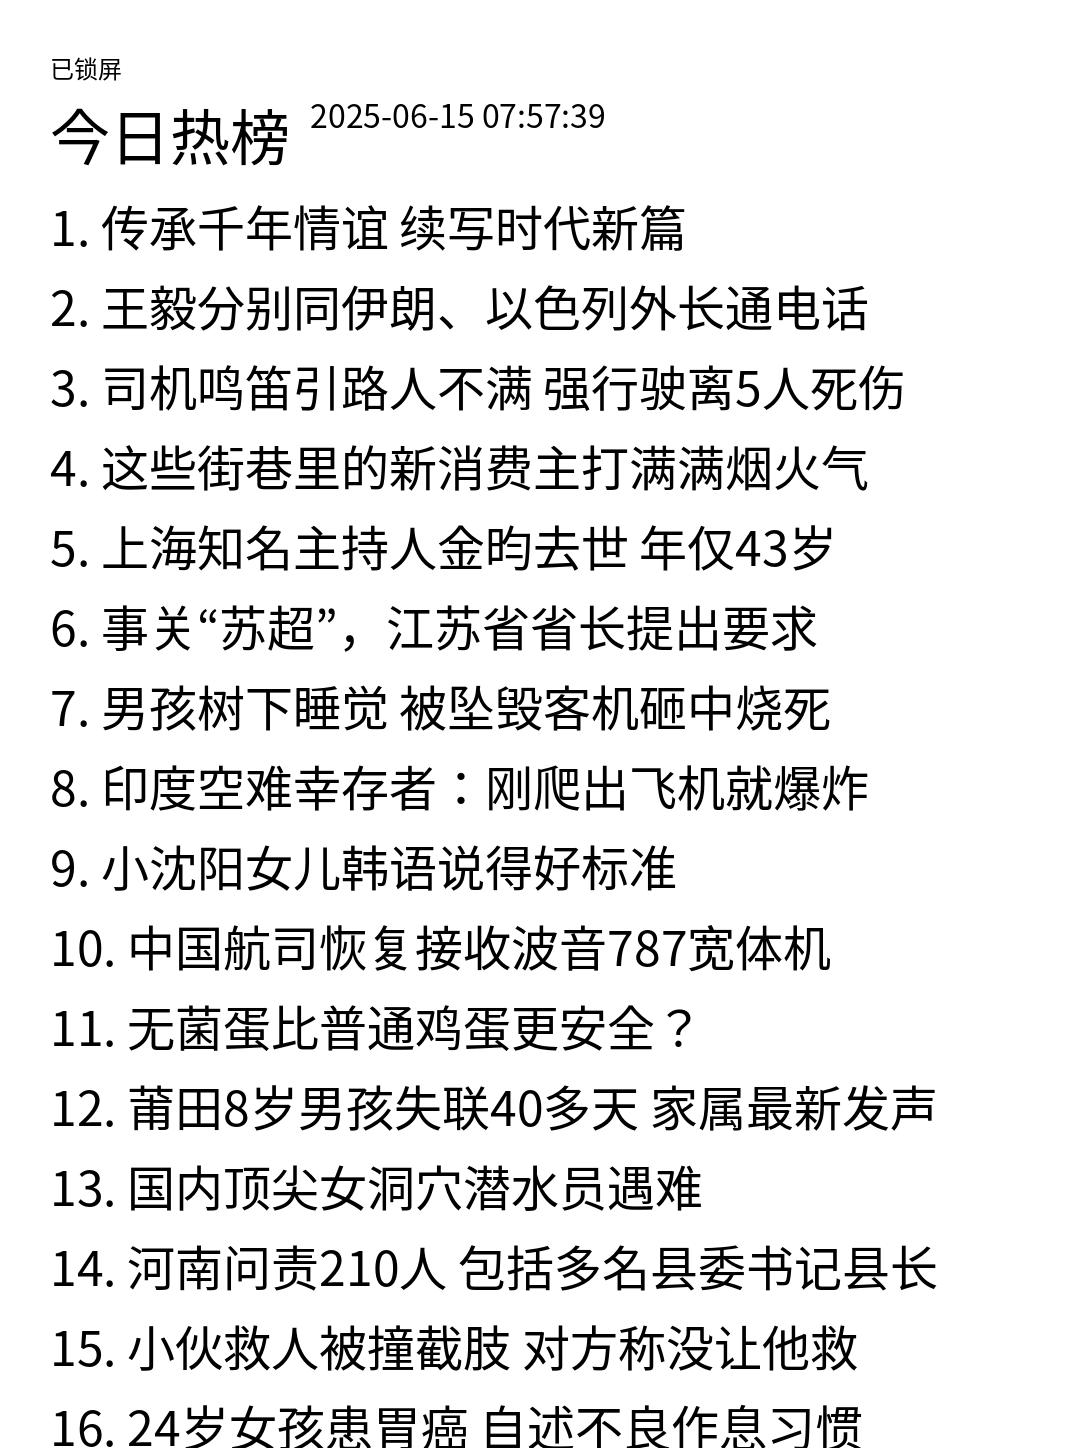 已锁屏
今日热榜 2025-06-15 07:57:39
1. 传承千年情谊 续写时代新篇
2. 王毅分别同伊朗、以色列外长通电话
3. 司机鸣笛引路人不满 强行驶离5人死伤
4. 这些街巷里的新消费主打满满烟火气
5. 上海知名主持人金昀去世 年仅43岁
6. 事关“苏超”，江苏省省长提出要求
7. 男孩树下睡觉 被坠毁客机砸中烧死
8. 印度空难幸存者：刚爬出飞机就爆炸
9. 小沈阳女儿韩语说得好标准
10. 中国航司恢复接收波音787宽体机
11. 无菌蛋比普通鸡蛋更安全？
12. 莆田8岁男孩失联40多天 家属最新发声
13. 国内顶尖女洞穴潜水员遇难
14. 河南问责210人 包括多名县委书记县长
15. 小伙救人被撞截肢 对方称没让他救
16. 24岁女孩患胃癌 自述不良作息习惯